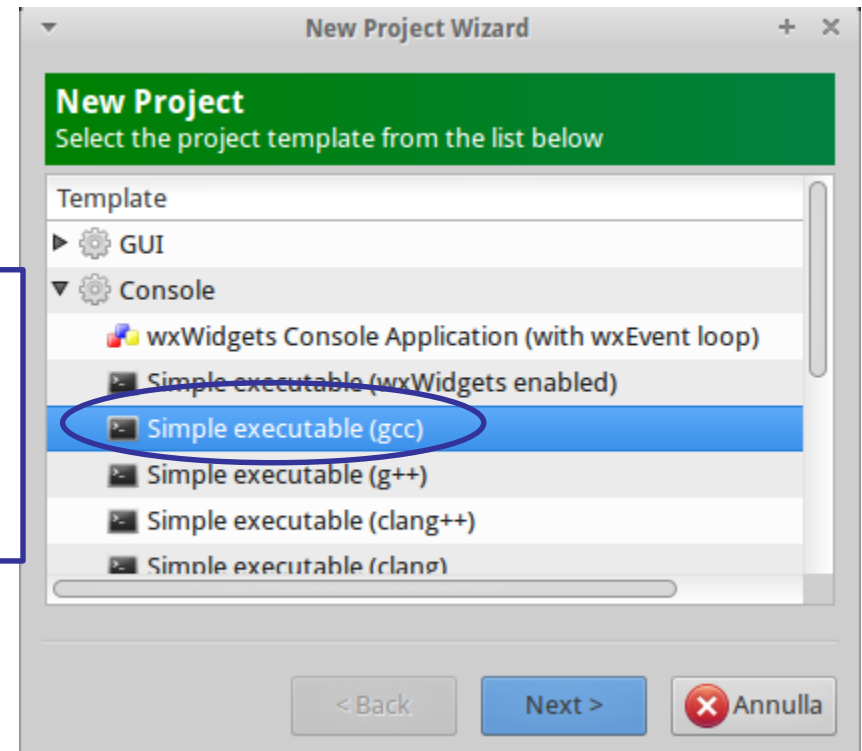 New Project Wizard
New Project
Select the project template from the list below
Template
GUI
Console
wxWidgets Console Application (with wxEvent loop)
Simple executable (wxWidgets enabled)
Simple executable (gcc)
Simple executable (g++)
Simple executable (clang++)
Simple executable (clang)
< Back Next > Annulla